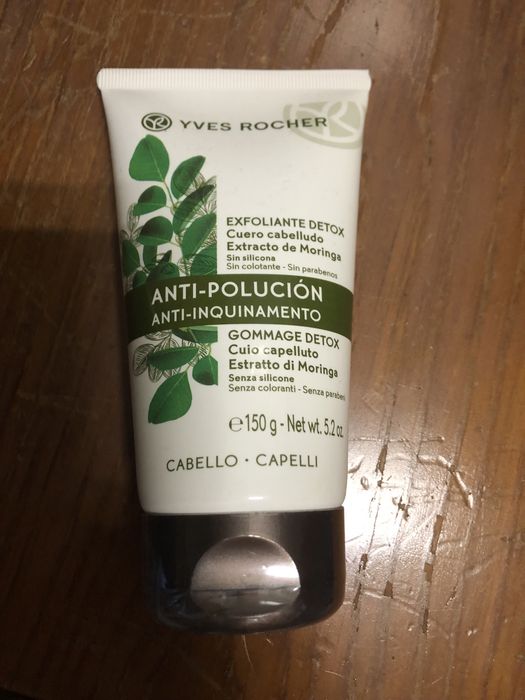 YVES ROCHER
EXFOLIANTE DETOX
Cuero cabelludo
Extracto de Moringa
Sin silicona
Sin colotante - Sin parabenos
ANTI-POLUCIÓN
ANTI-INQUINAMENTO
GOMMAGE DETOX
Cuio capelluto
Estratto di Moringa
Senza silicone
Senza coloranti - Senza parabeni
℮150 g - Net wt. 5.2 oz.
CABELLO · CAPELLI